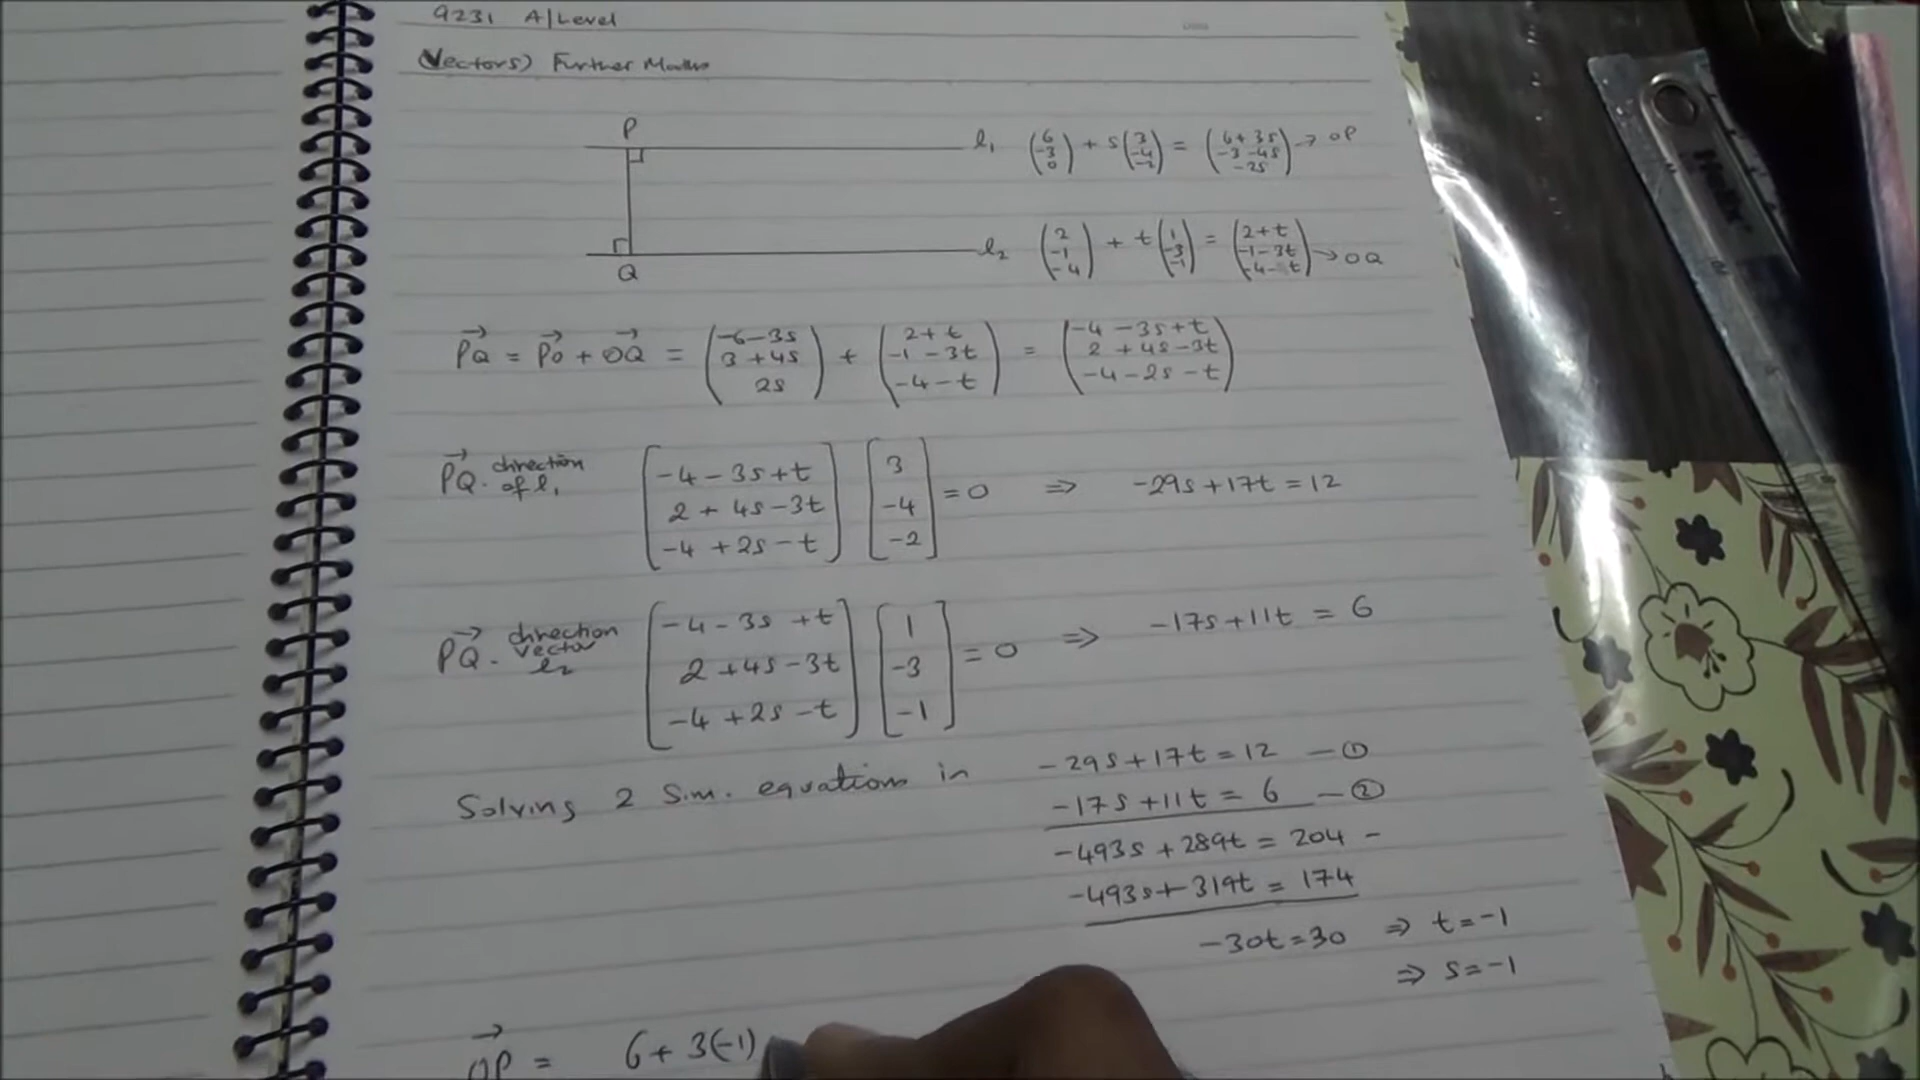 9231 A/Level
(Vectors) Further Maths
P
l₁ (6 -3 0) + s(3 -4 -2) = (6+3s -3-4s -2s) → OP
l₂ (2 -1 -4) + t(1 -3 -1) = (2+t -1-3t -4-t) → OQ
Q
PQ = PO + OQ = (-6-3s 3+4s 2s) + (2+t -1-3t -4-t) = (-4-3s+t 2+4s-3t -4-2s-t)
PQ. direction of l₁ [-4-3s+t 2+4s-3t -4+2s-t] [3 -4 -2] = 0 ⇒ -29s+17t=12
PQ. direction vector l₂ [-4-3s+t 2+4s-3t -4+2s-t] [1 -3 -1] = 0 ⇒ -17s+11t = 6
Solving 2 Sim. equations in
-29s+17t=12 —①
-17s+11t = 6 —②
-493s+289t = 204 -
-493s+319t = 174
-30t=30 ⇒ t=-1
⇒ s=-1
OP = 6+3(-1)
Helix